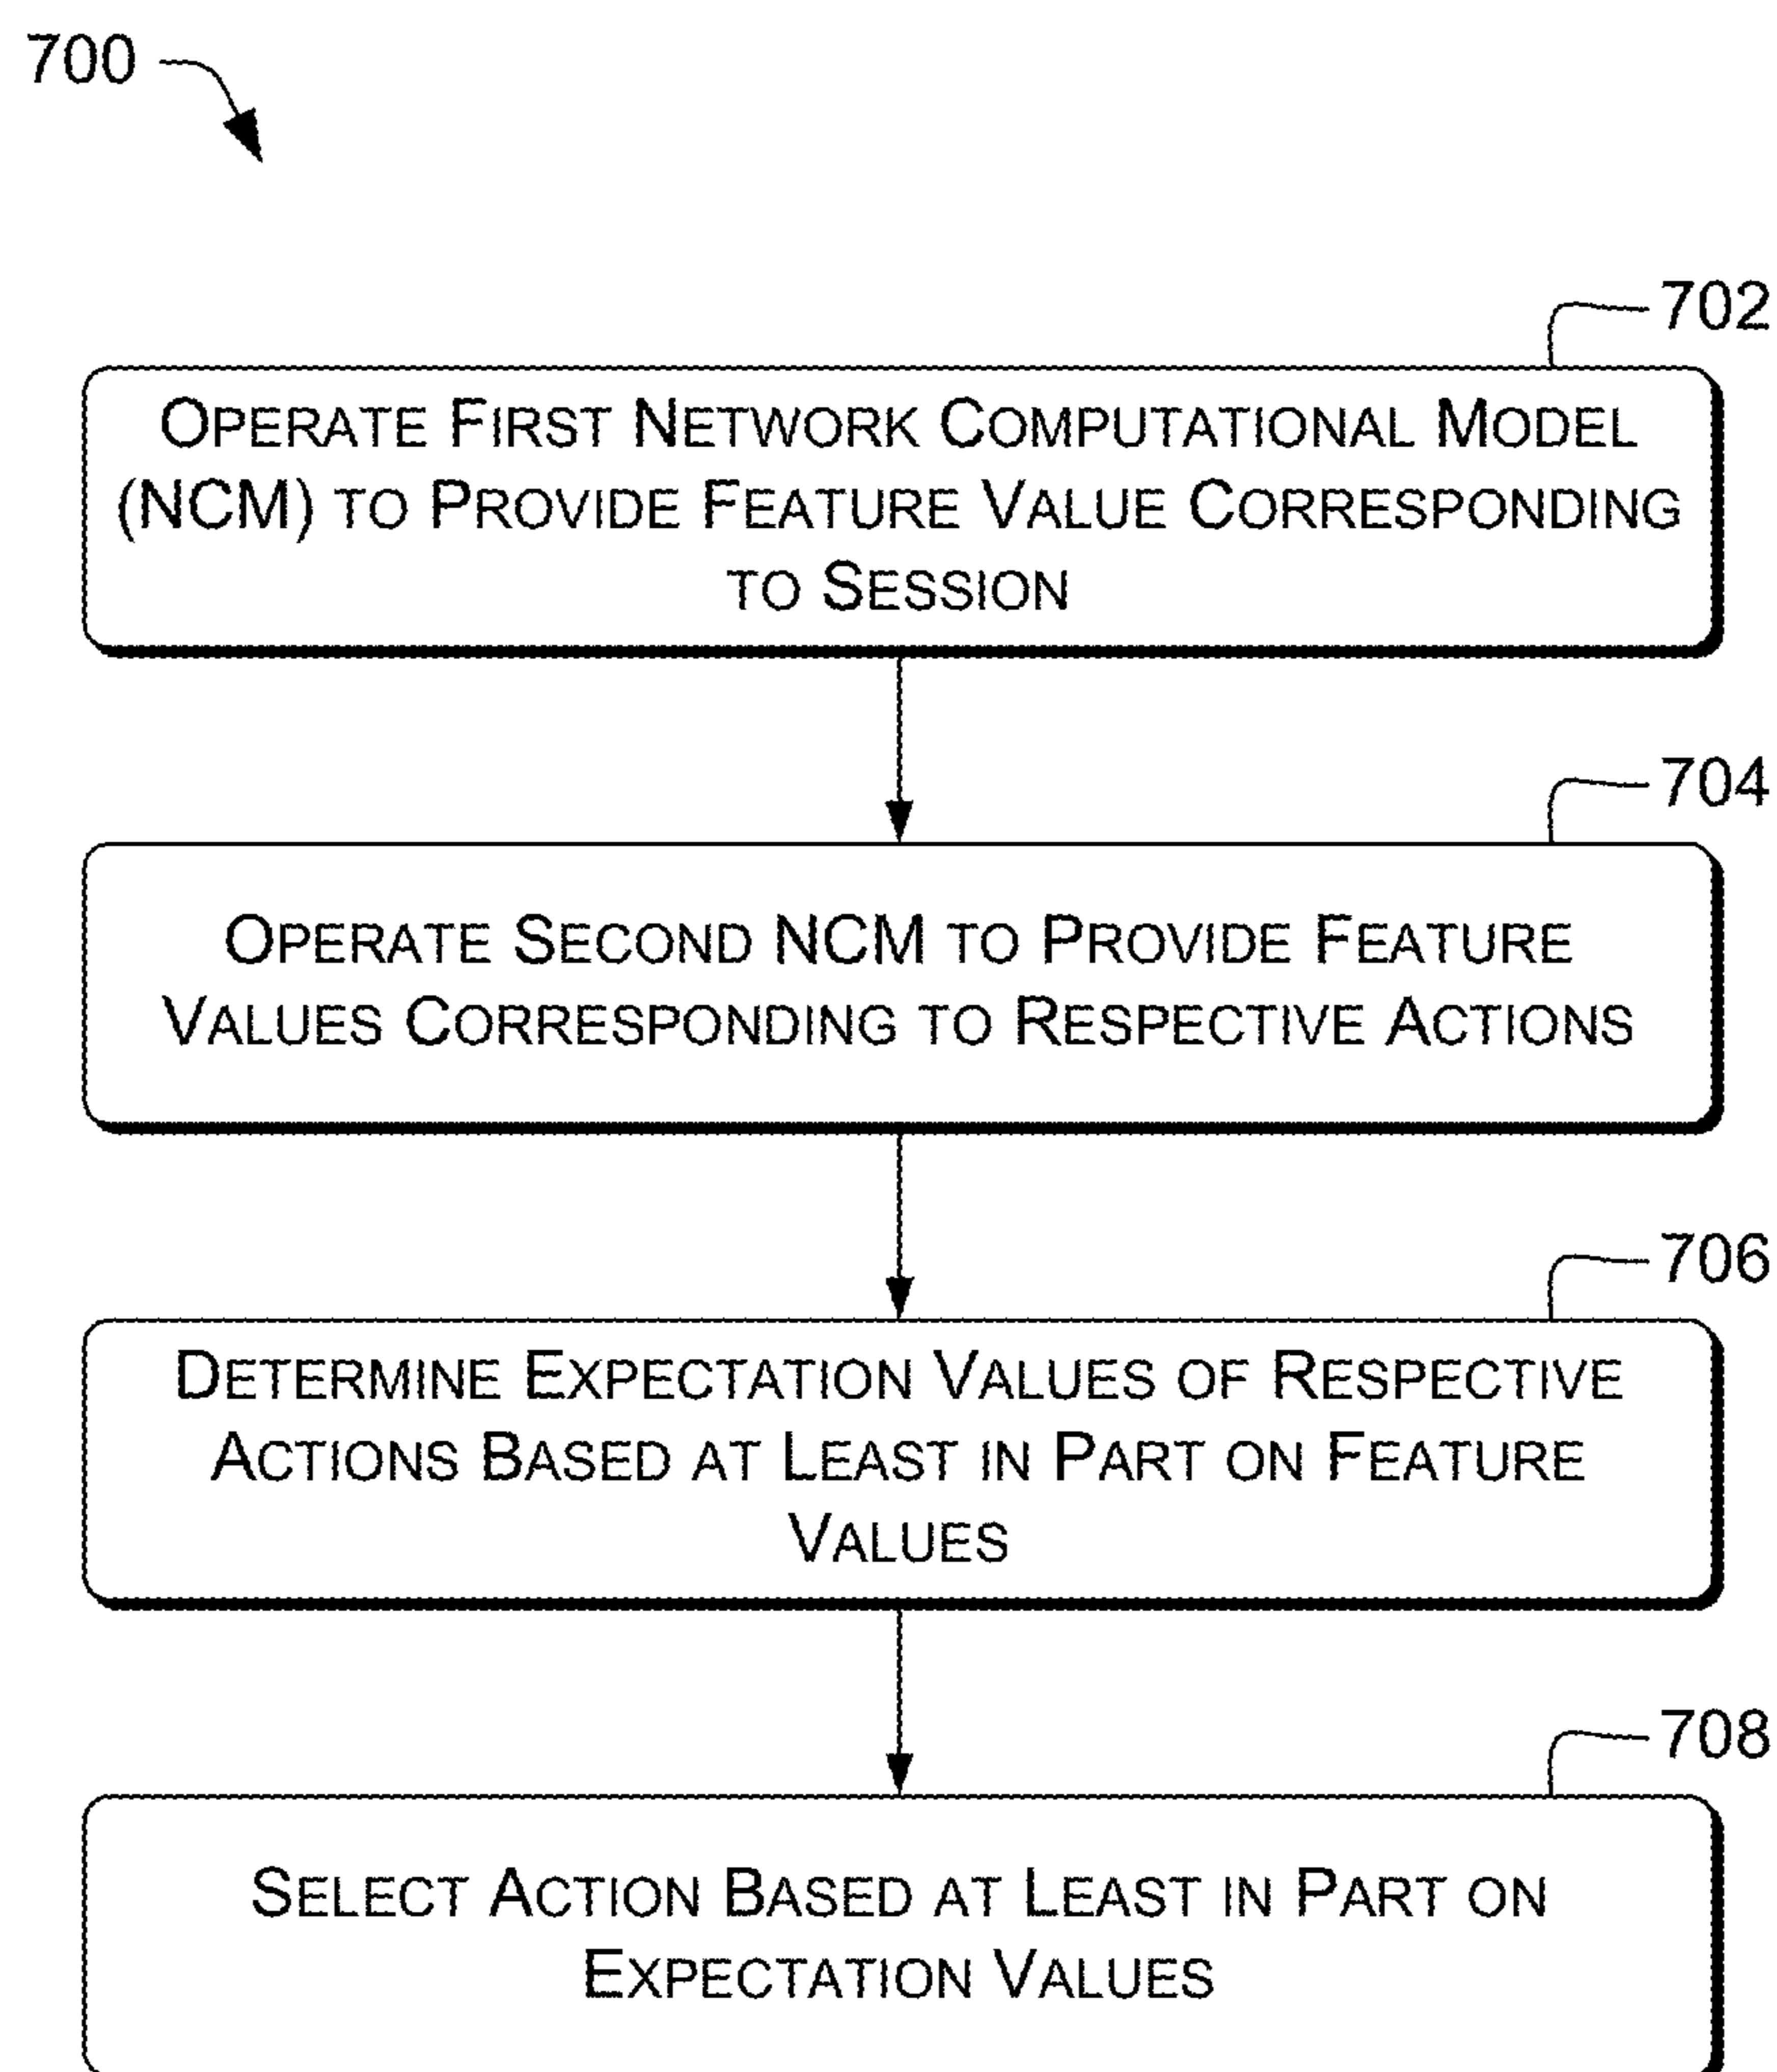 700
702
OPERATE FIRST NETWORK COMPUTATIONAL MODEL
(NCM) TO PROVIDE FEATURE VALUE CORRESPONDING
TO SESSION
704
OPERATE SECOND NCM TO PROVIDE FEATURE
VALUES CORRESPONDING TO RESPECTIVE ACTIONS
706
DETERMINE EXPECTATION VALUES OF RESPECTIVE
ACTIONS BASED AT LEAST IN PART ON FEATURE
VALUES
708
SELECT ACTION BASED AT LEAST IN PART ON
EXPECTATION VALUES